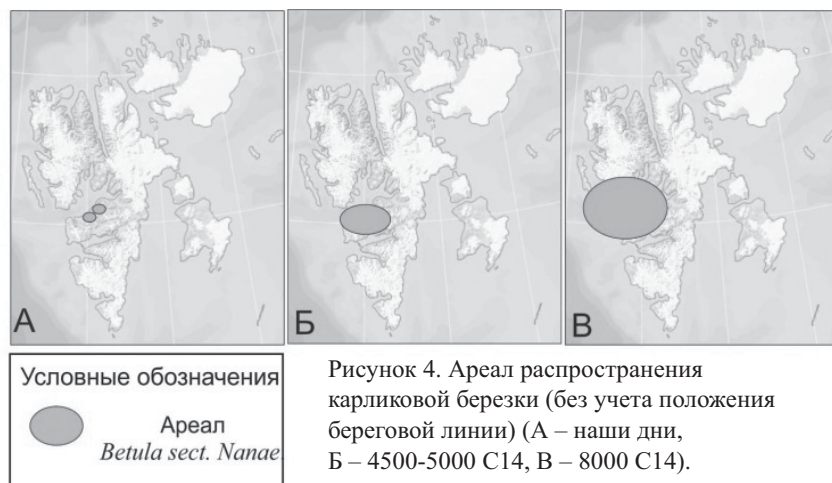 А
Б
В
Условные обозначения
Ареал
Betula sect. Nanae.
Рисунок 4. Ареал распространения
карликовой березки (без учета положения
береговой линии) (А – наши дни,
Б – 4500-5000 С14, В – 8000 С14).